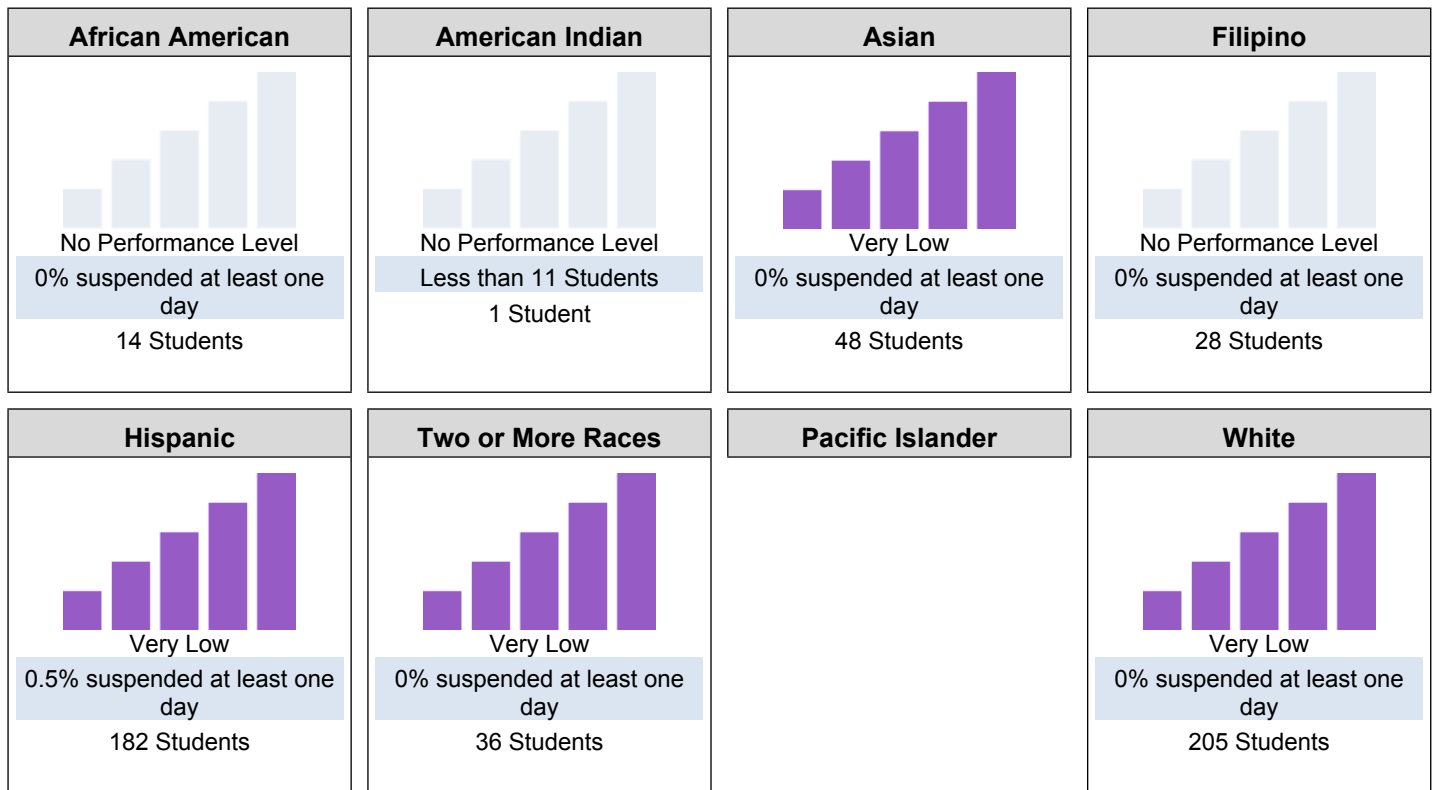 African American
No Performance Level
0% suspended at least one
day
14 Students
American Indian
No Performance Level
Less than 11 Students
1 Student
Asian
Very Low
0% suspended at least one
day
48 Students
Filipino
No Performance Level
0% suspended at least one
day
28 Students
Hispanic
Very Low
0.5% suspended at least one
day
182 Students
Two or More Races
Very Low
0% suspended at least one
day
36 Students
Pacific Islander
White
Very Low
0% suspended at least one
day
205 Students